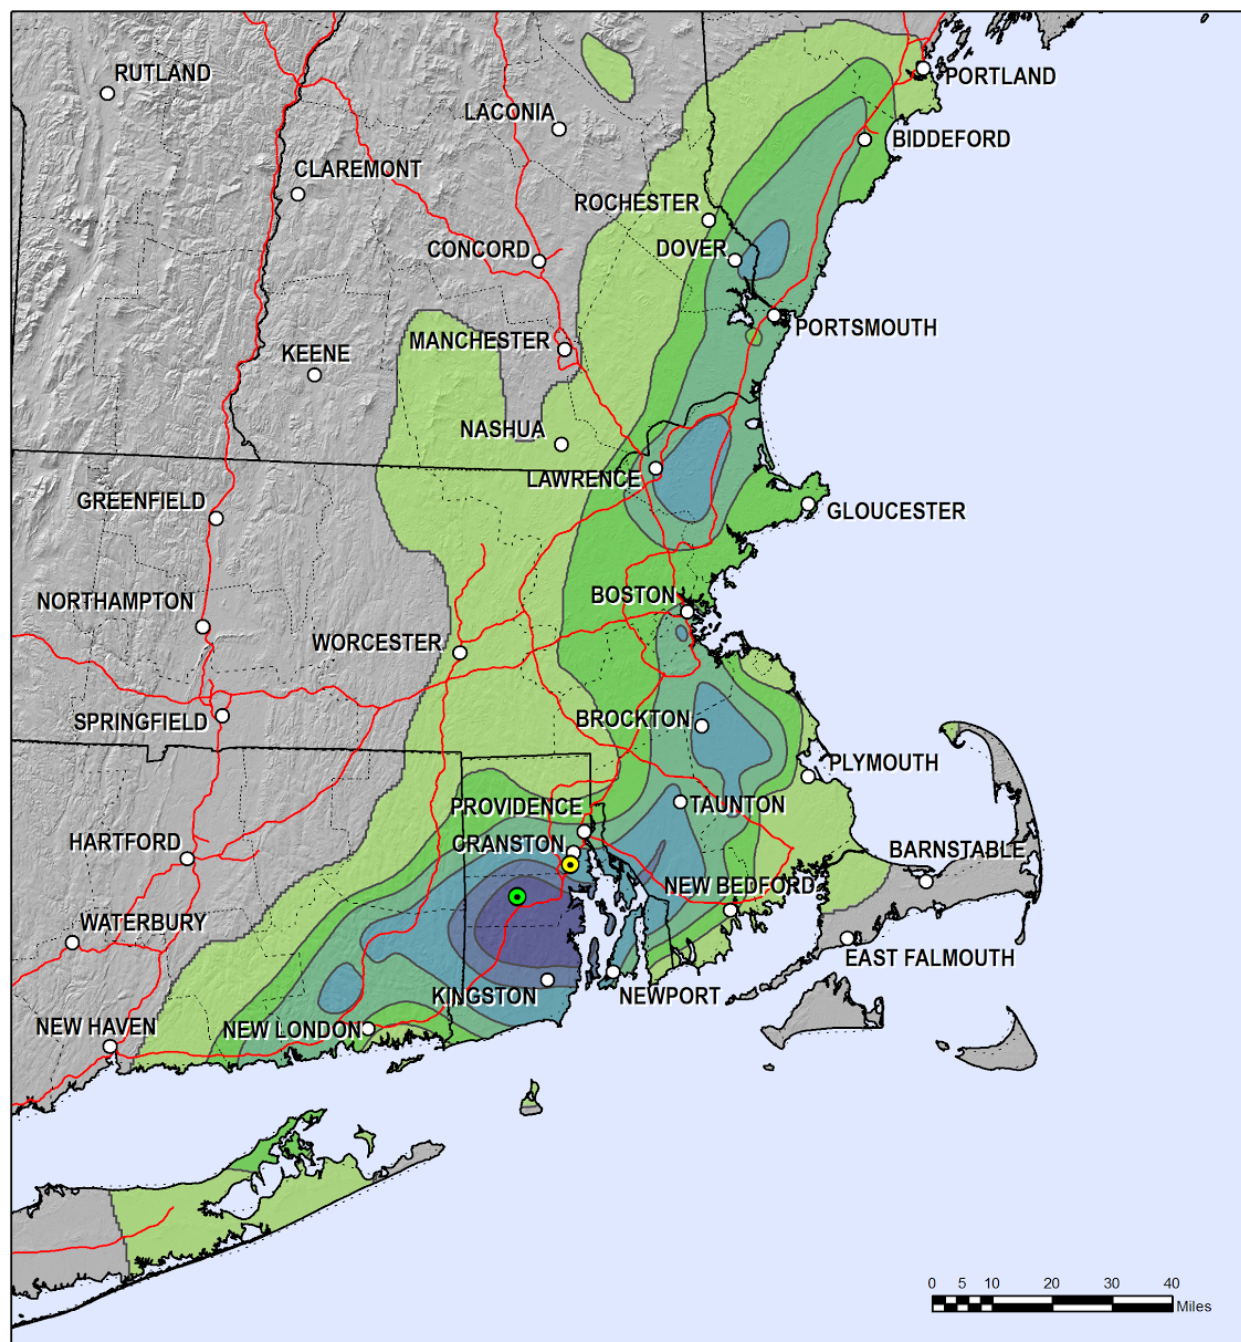 RUTLAND
PORTLAND
LACONIA
BIDDEFORD
CLAREMONT
ROCHESTER
CONCORD
DOVER
PORTSMOUTH
MANCHESTER
KEENE
NASHUA
LAWRENCE
GREENFIELD
GLOUCESTER
BOSTON
NORTHAMPTON
WORCESTER
SPRINGFIELD
BROCKTON
PLYMOUTH
PROVIDENCE
TAUNTON
HARTFORD
CRANSTON
BARNSTABLE
NEW BEDFORD
WATERBURY
EAST FALMOUTH
KINGSTON
NEWPORT
NEW HAVEN
NEW LONDON
0 5 10 20 30 40
Miles